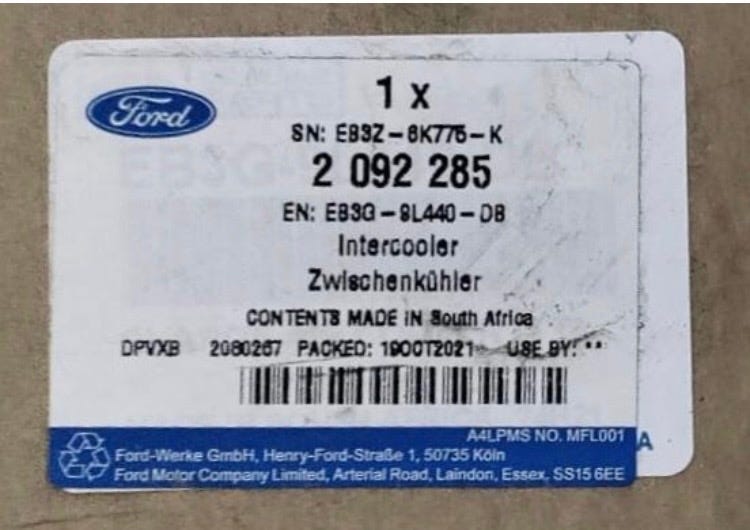 Ford
1 x
SN: EB3Z-6K775-K
2 092 285
EN: EB3G-9L440-DB
Intercooler
Zwischenkühler
CONTENTS MADE IN South Africa
DPVXB 2080267 PACKED: 19OCT2021 USE BY: **
A4LPMS NO. MFL001
A
Ford-Werke GmbH, Henry-Ford-Straße 1, 50735 Köln
Ford Motor Company Limited, Arterial Road, Laindon, Essex, SS15 6EE